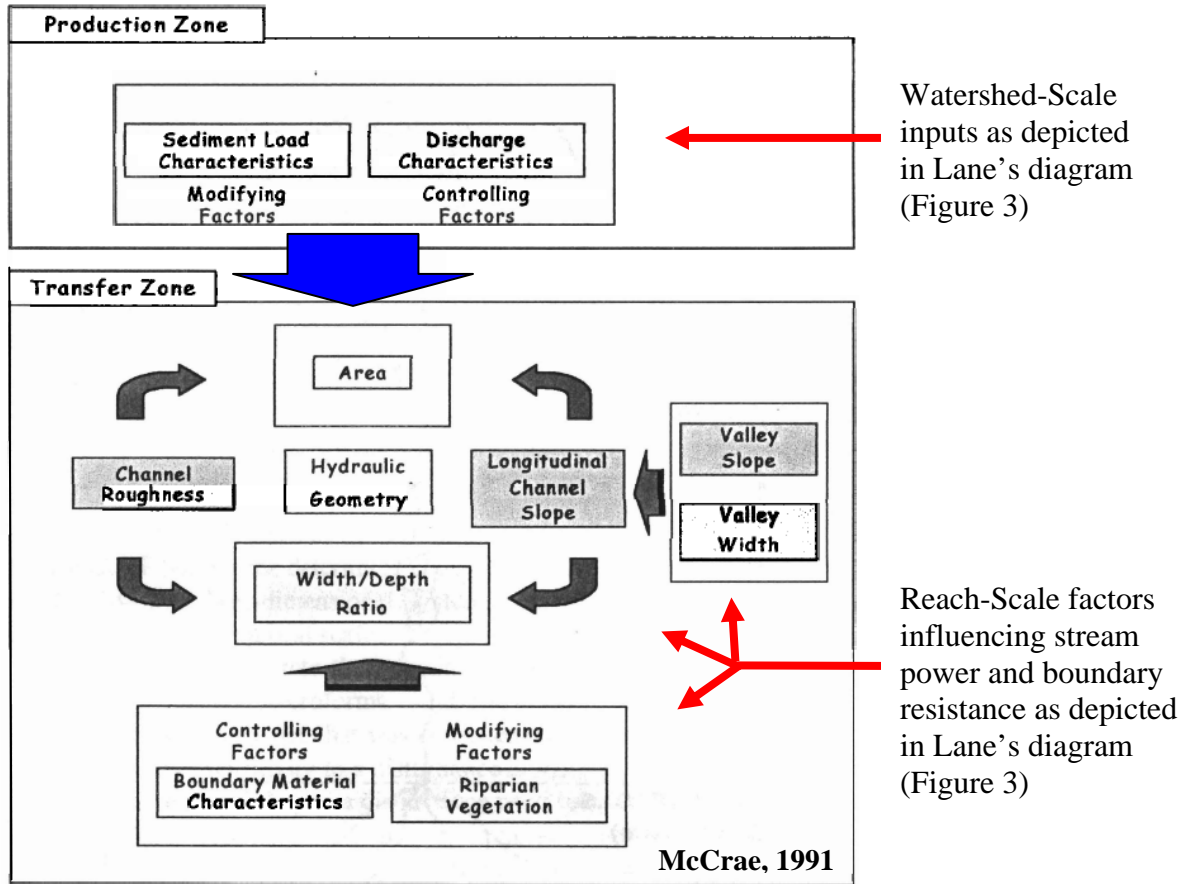 Production Zone
Sediment Load
Characteristics
Discharge
Characteristics
Modifying
Factors
Controlling
Factors
Watershed-Scale
inputs as depicted
in Lane’s diagram
(Figure 3)
Transfer Zone
Area
Channel
Roughness
Hydraulic
Geometry
Longitudinal
Channel
Slope
Valley
Slope
Valley
Width
Width/Depth
Ratio
Controlling
Factors
Modifying
Factors
Boundary Material
Characteristics
Riparian
Vegetation
McCrae, 1991
Reach-Scale factors
influencing stream
power and boundary
resistance as depicted
in Lane’s diagram
(Figure 3)